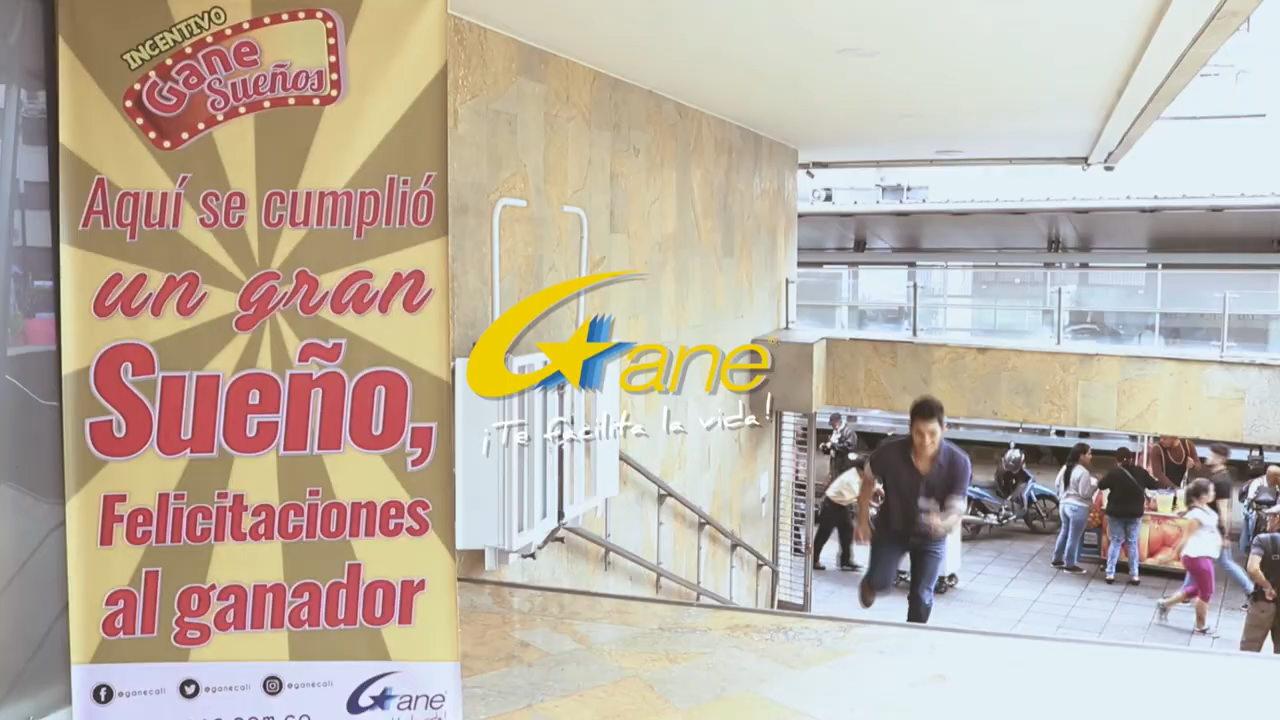 INCENTIVO
Gane
Sueños
Aquí se cumplió
un gran
Sueño,
Felicitaciones
al ganador
@ganecali @ganecali @ganecali
Gane
Gane®
¡Te facilita la vida!